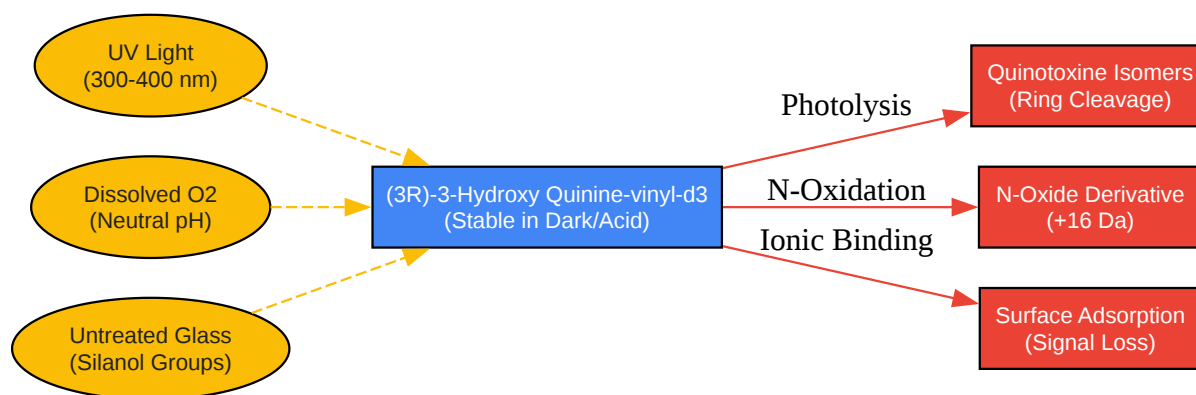 UV Light
(300-400 nm)
Dissolved O2
(Neutral pH)
Untreated Glass
(Silanol Groups)
(3R)-3-Hydroxy Quinine-vinyl-d3
(Stable in Dark/Acid)
Photolysis
N-Oxidation
Ionic Binding
Quinotoxine Isomers
(Ring Cleavage)
N-Oxide Derivative
(+16 Da)
Surface Adsorption
(Signal Loss)